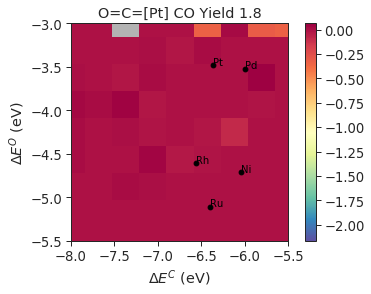 O=C=[Pt] CO Yield 1.8
−3.0
−3.5
−4.0
−4.5
−5.0
−5.5
ΔE^O (eV)
Pt
Pd
Rh
Ni
Ru
−8.0 −7.5 −7.0 −6.5 −6.0 −5.5
ΔE^C (eV)
0.00
−0.25
−0.50
−0.75
−1.00
−1.25
−1.50
−1.75
−2.00